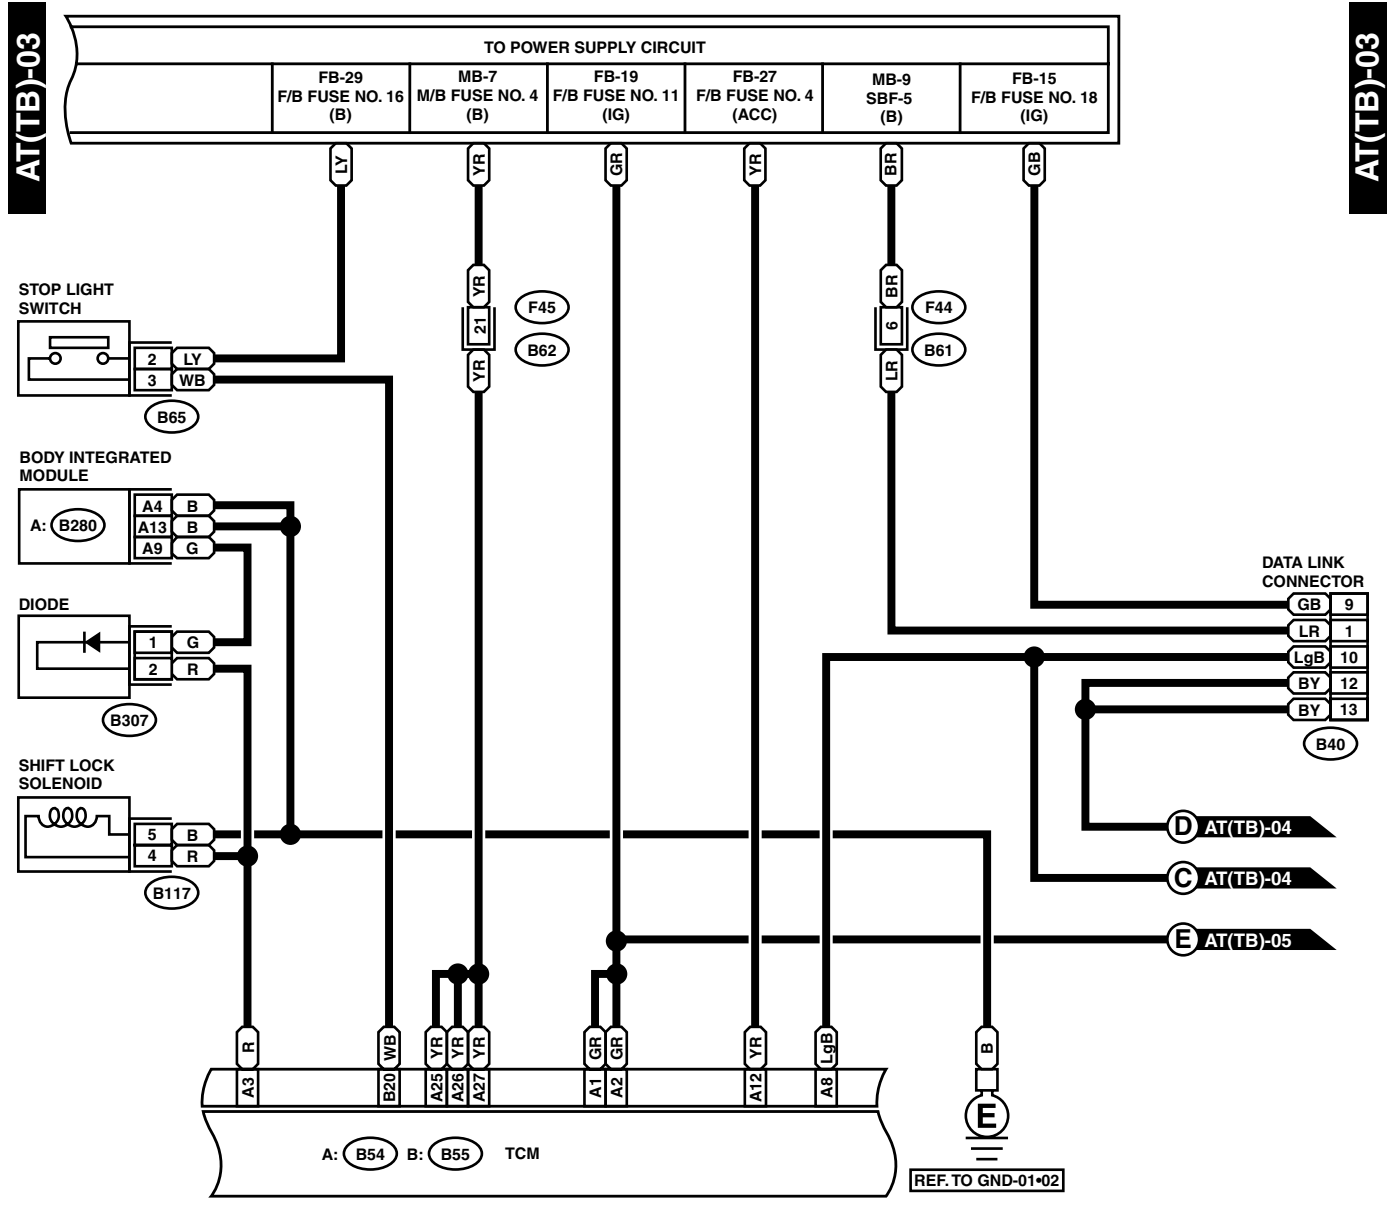 AT(TB)-03
AT(TB)-03
TO POWER SUPPLY CIRCUIT
FB-29
F/B FUSE NO. 16
(B)
MB-7
M/B FUSE NO. 4
(B)
FB-19
F/B FUSE NO. 11
(IG)
FB-27
F/B FUSE NO. 4
(ACC)
MB-9
SBF-5
(B)
FB-15
F/B FUSE NO. 18
(IG)
LY
YR
GR
YR
BR
GB
YR
21
YR
F45
B62
BR
6
LR
F44
B61
STOP LIGHT
SWITCH
2 LY
3 WB
B65
BODY INTEGRATED
MODULE
A: B280
A4 B
A13 B
A9 G
DIODE
1 G
2 R
B307
SHIFT LOCK
SOLENOID
5 B
4 R
B117
DATA LINK
CONNECTOR
GB 9
LR 1
LgB 10
BY 12
BY 13
B40
D AT(TB)-04
C AT(TB)-04
E AT(TB)-05
R
WB
YR
YR
YR
GR
GR
YR
LgB
B
A3
B20
A25
A26
A27
A1
A2
A12
A8
E
A: B54 B: B55 TCM
REF. TO GND-01•02